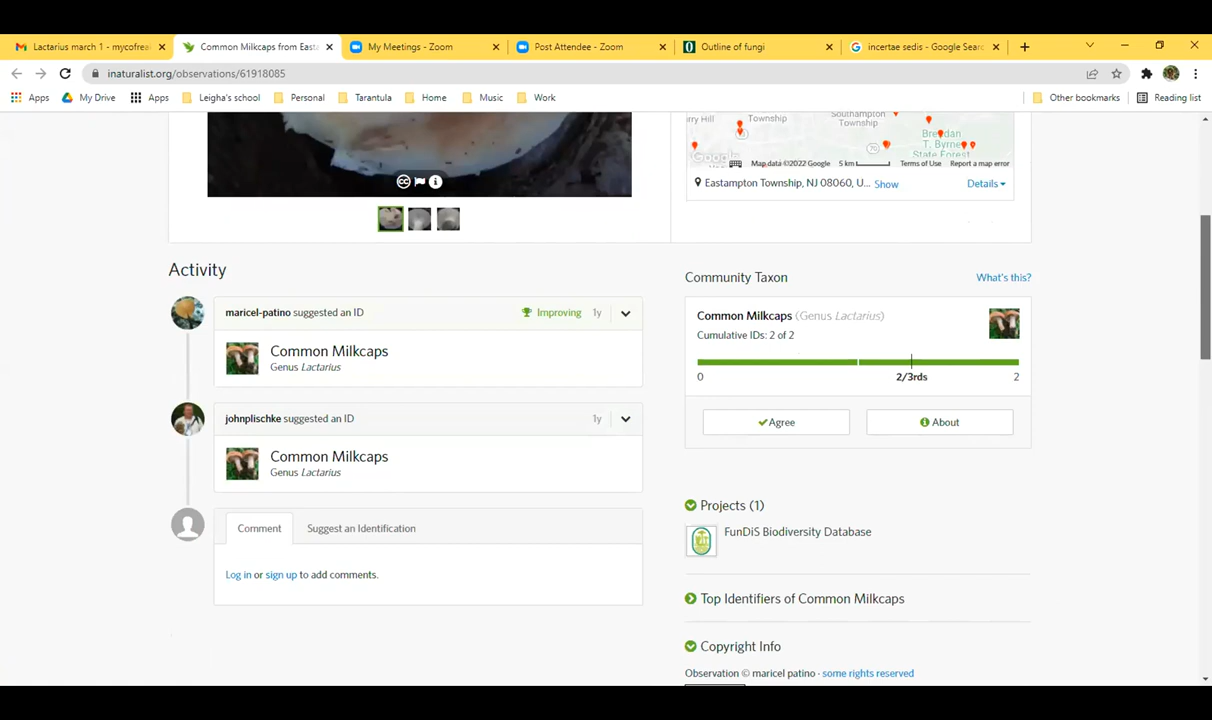 Lactarius march 1 - mycofreak
Common Milkcaps from Easta
My Meetings - Zoom
Post Attendee - Zoom
Outline of fungi
incertae sedis - Google Sear
inaturalist.org/observations/61918085
Apps
My Drive
Apps
Leigha's school
Personal
Tarantula
Home
Music
Work
Other bookmarks
Reading list
rry Hill
Township
Southampton
Township
Brendan
T. Byrne
State Forest
70
Google
Map data ©2022 Google
5 km
Terms of Use
Report a map error
Eastampton Township, NJ 08060, U...
Show
Details
Activity
maricel-patino suggested an ID
Improving
1y
Common Milkcaps
Genus Lactarius
johnplischke suggested an ID
1y
Common Milkcaps
Genus Lactarius
Comment
Suggest an Identification
Log in or sign up to add comments.
Community Taxon
What's this?
Common Milkcaps (Genus Lactarius)
Cumulative IDs: 2 of 2
0
2/3rds
2
Agree
About
Projects (1)
FunDiS Biodiversity Database
Top Identifiers of Common Milkcaps
Copyright Info
Observation © maricel patino · some rights reserved